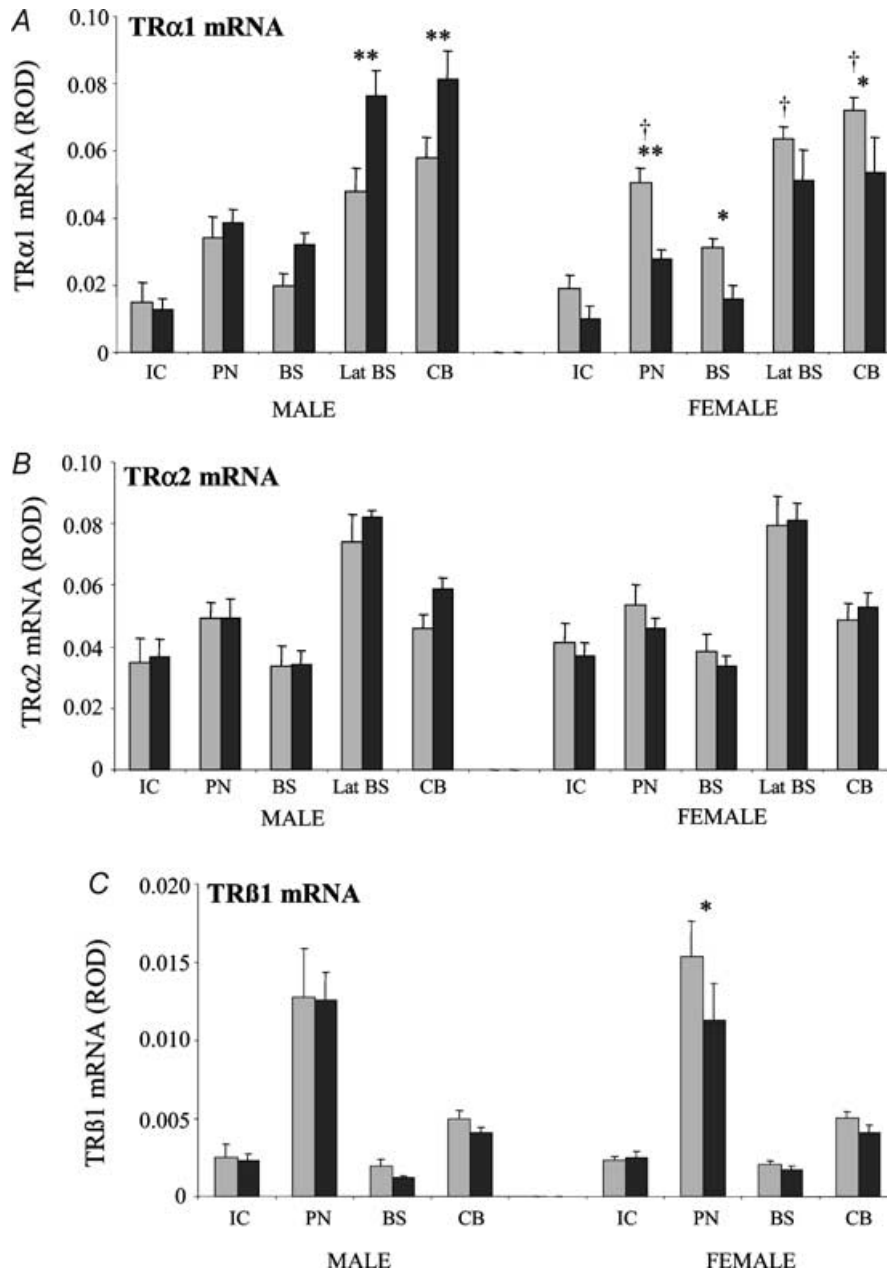 A
TRα1 mRNA
TRα1 mRNA (ROD)
0.10
0.08
0.06
0.04
0.02
0
** ** † ** * † † *
IC PN BS Lat BS CB IC PN BS Lat BS CB
MALE FEMALE
B
TRα2 mRNA
TRα2 mRNA (ROD)
0.10
0.08
0.06
0.04
0.02
0
IC PN BS Lat BS CB IC PN BS Lat BS CB
MALE FEMALE
C
TRß1 mRNA
TRß1 mRNA (ROD)
0.020
0.015
0.010
0.005
0
*
IC PN BS CB IC PN BS CB
MALE FEMALE